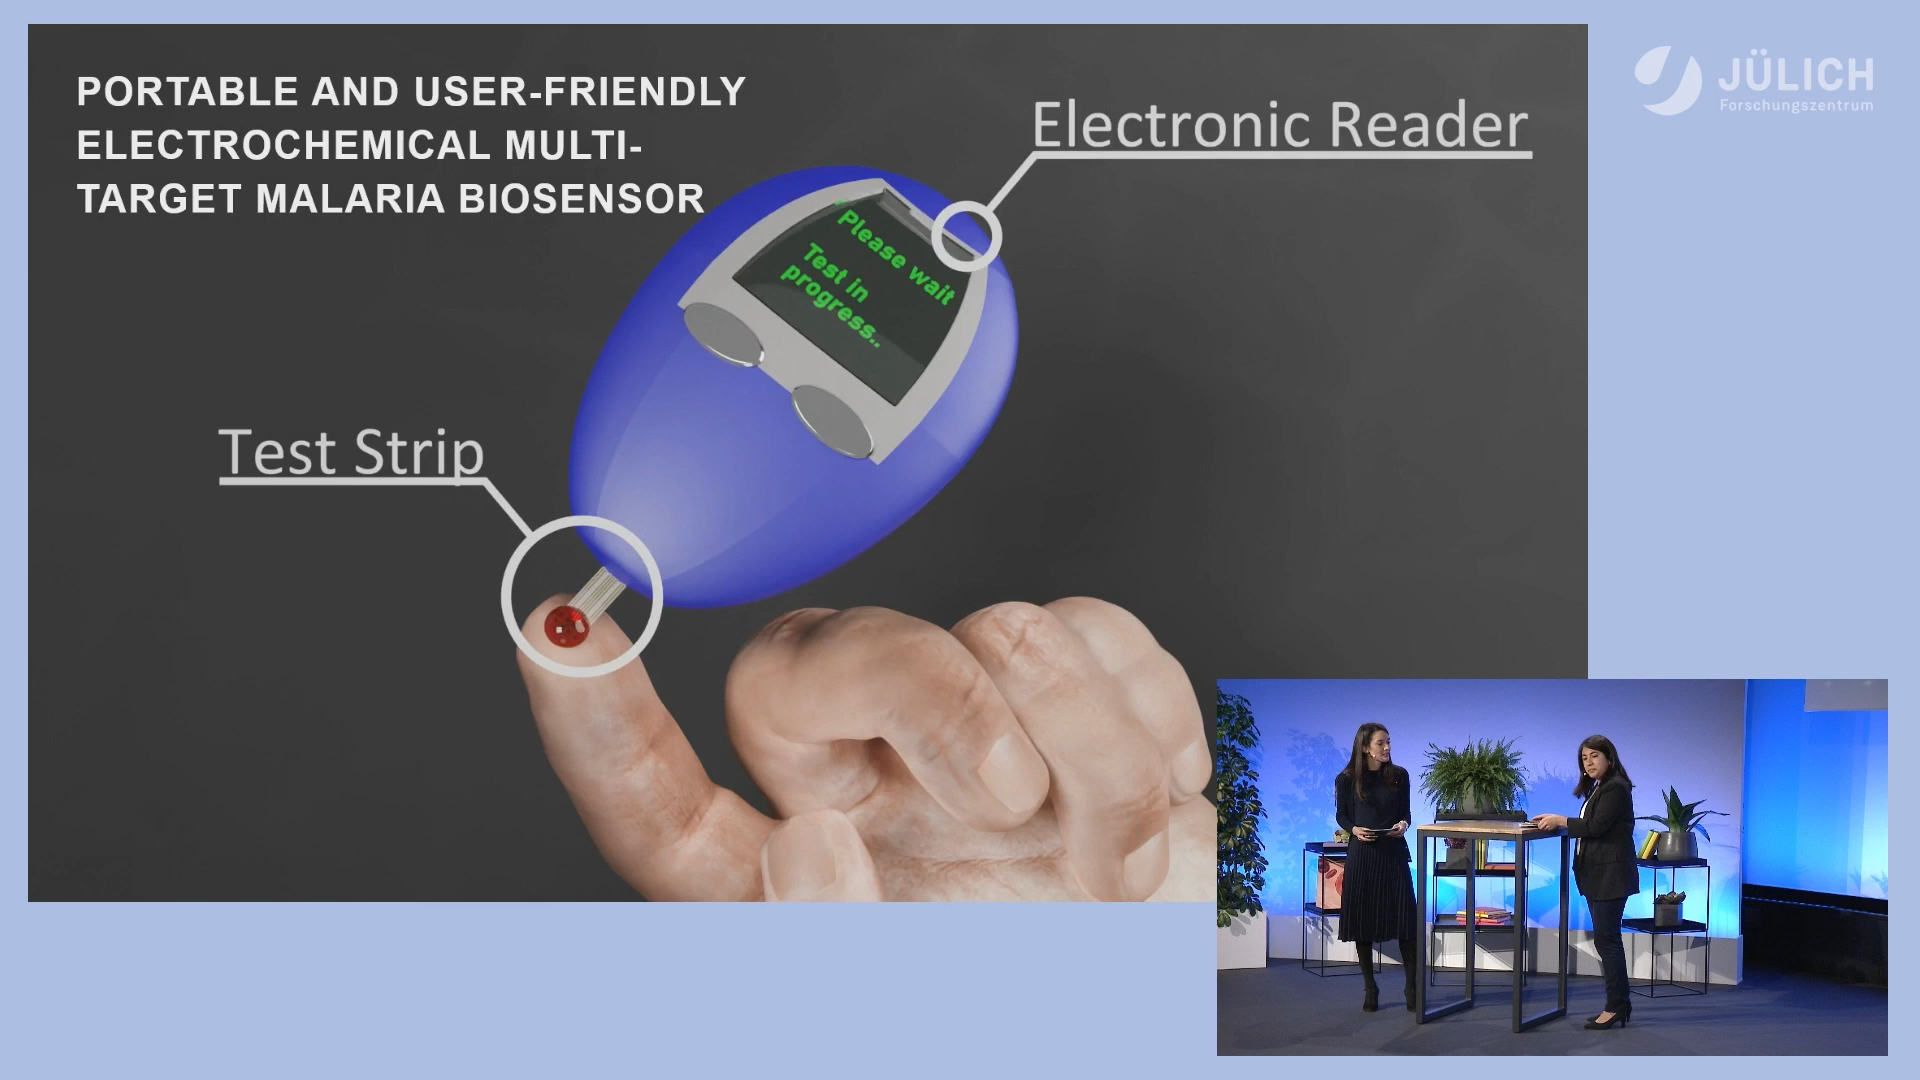 PORTABLE AND USER-FRIENDLY
ELECTROCHEMICAL MULTI-
TARGET MALARIA BIOSENSOR
Electronic Reader
Please wait
Test in
progress..
Test Strip
JÜLICH
Forschungszentrum